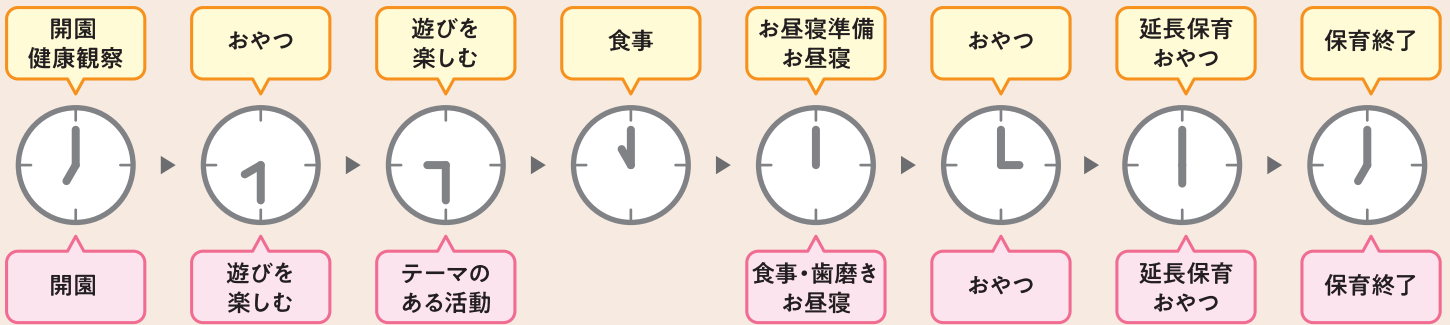 開園
健康観察
おやつ
遊びを
楽しむ
食事
お昼寝準備
お昼寝
おやつ
延長保育
おやつ
保育終了
開園
遊びを
楽しむ
テーマの
ある活動
食事・歯磨き
お昼寝
おやつ
延長保育
おやつ
保育終了